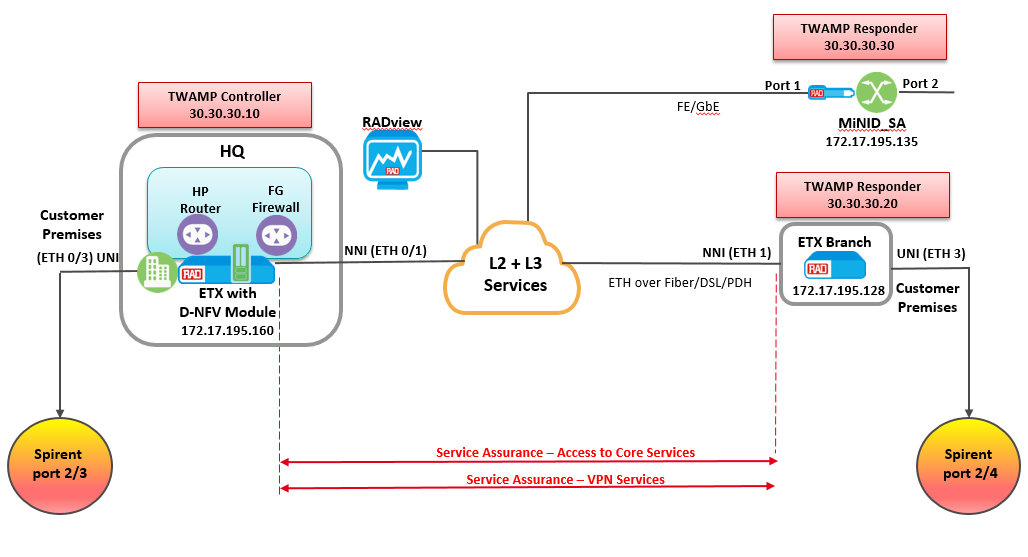 TWAMP Responder
30.30.30.30
Port 1
RAD
Port 2
FE/GbE
MiNID_SA
172.17.195.135
TWAMP Controller
30.30.30.10
RADview
RAD
HQ
HP
Router
FG
Firewall
Customer
Premises
(ETH 0/3) UNI
RAD
NNI (ETH 0/1)
ETX with
D-NFV Module
172.17.195.160
L2 + L3
Services
TWAMP Responder
30.30.30.20
NNI (ETH 1)
ETH over Fiber/DSL/PDH
ETX Branch
RAD
172.17.195.128
UNI (ETH 3)
Customer
Premises
Spirent
port 2/3
Service Assurance – Access to Core Services
Service Assurance – VPN Services
Spirent
port 2/4